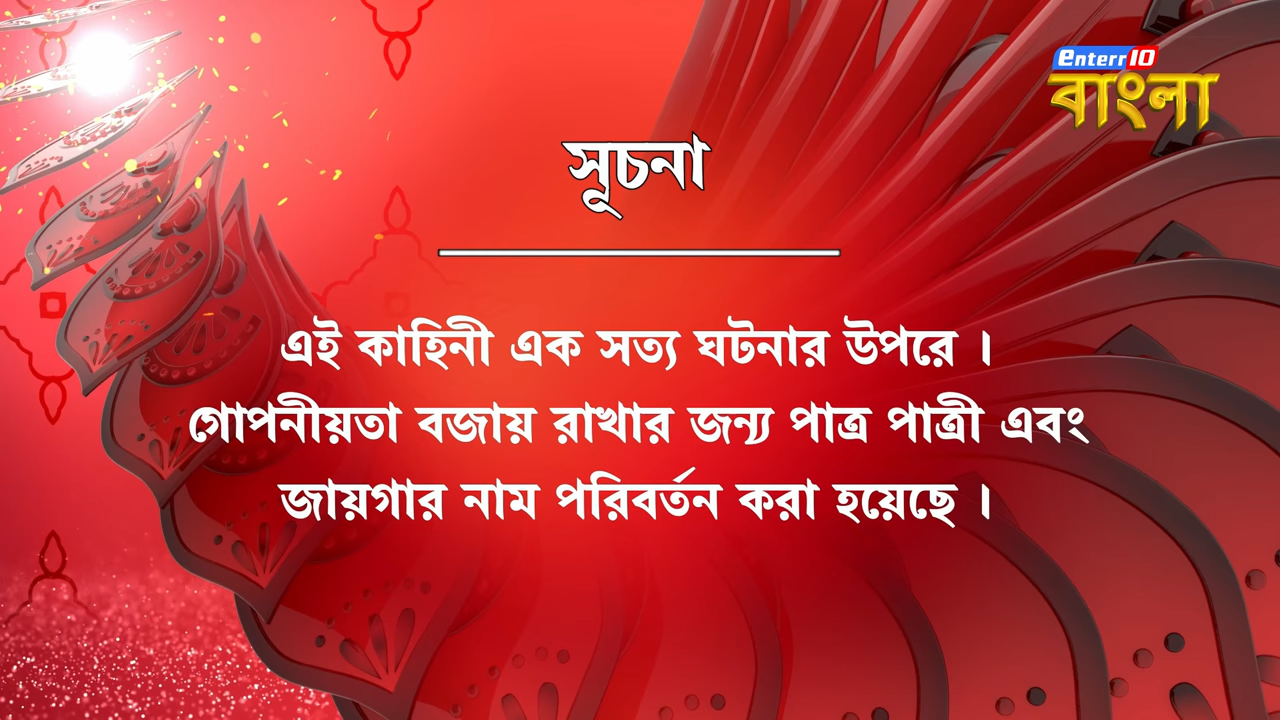 enterr10
বাংলা
সূচনা
এই কাহিনী এক সত্য ঘটনার উপরে ।
গোপনীয়তা বজায় রাখার জন্য পাত্র পাত্রী এবং
জায়গার নাম পরিবর্তন করা হয়েছে ।